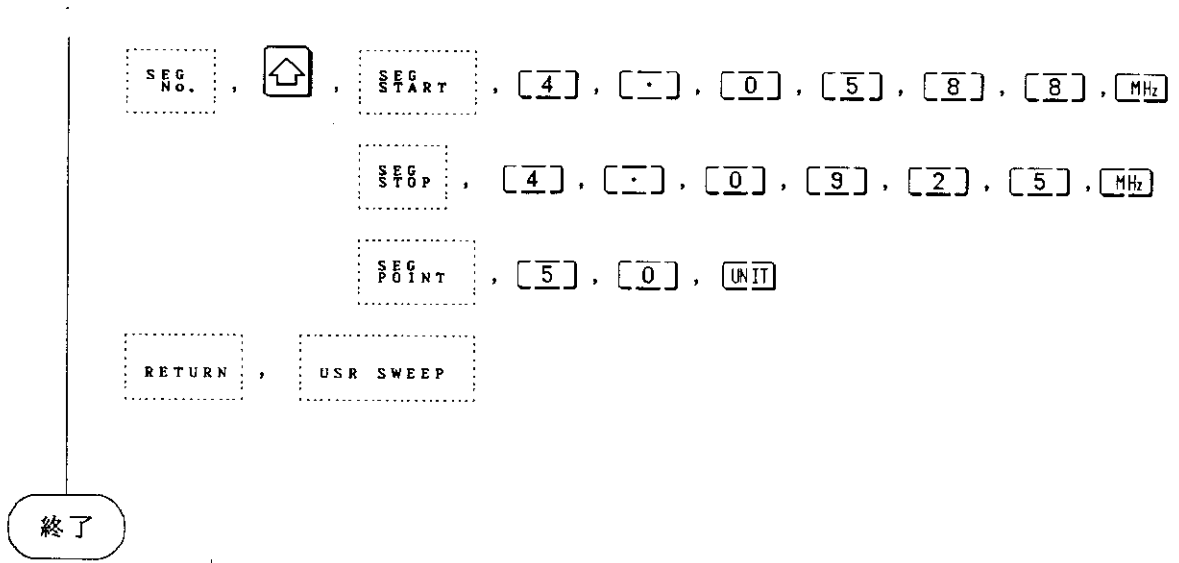 SEG No. , ⇧ , SEG START , 4 , ・ , 0 , 5 , 8 , 8 , MHz
SEG STOP , 4 , ・ , 0 , 9 , 2 , 5 , MHz
SEG POINT , 5 , 0 , UNIT
RETURN , USR SWEEP
終了